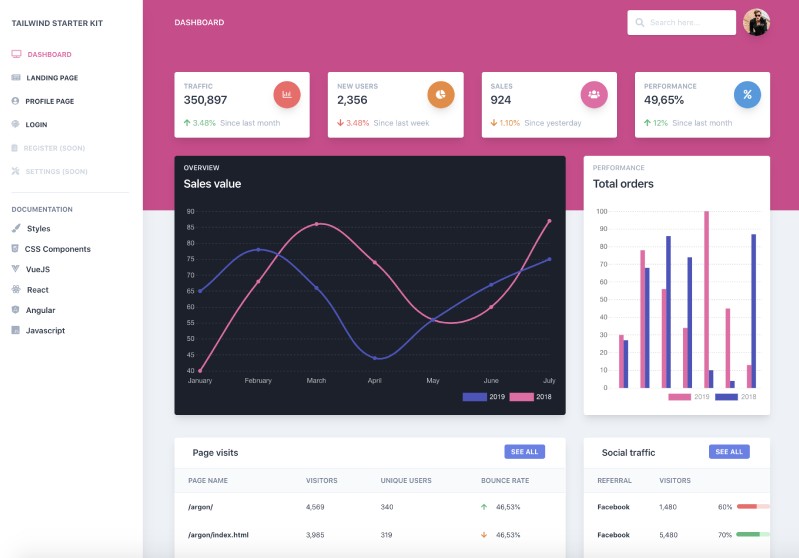 TAILWIND STARTER KIT
DASHBOARD
LANDING PAGE
PROFILE PAGE
LOGIN
REGISTER (SOON)
SETTINGS (SOON)
DOCUMENTATION
Styles
CSS Components
VueJS
React
Angular
Javascript
DASHBOARD
Search here...
TRAFFIC
350,897
3.48% Since last month
NEW USERS
2,356
3.48% Since last week
SALES
924
1.10% Since yesterday
PERFORMANCE
49,65%
12% Since last month
OVERVIEW
Sales value
90
85
80
75
70
65
60
55
50
45
40
January February March April May June July
2019 2018
PERFORMANCE
Total orders
100
90
80
70
60
50
40
30
20
10
0
2019 2018
Page visits SEE ALL
PAGE NAME VISITORS UNIQUE USERS BOUNCE RATE
/argon/ 4,569 340 46,53%
/argon/index.html 3,985 319 46,53%
Social traffic SEE ALL
REFERRAL VISITORS
Facebook 1,480 60%
Facebook 5,480 70%